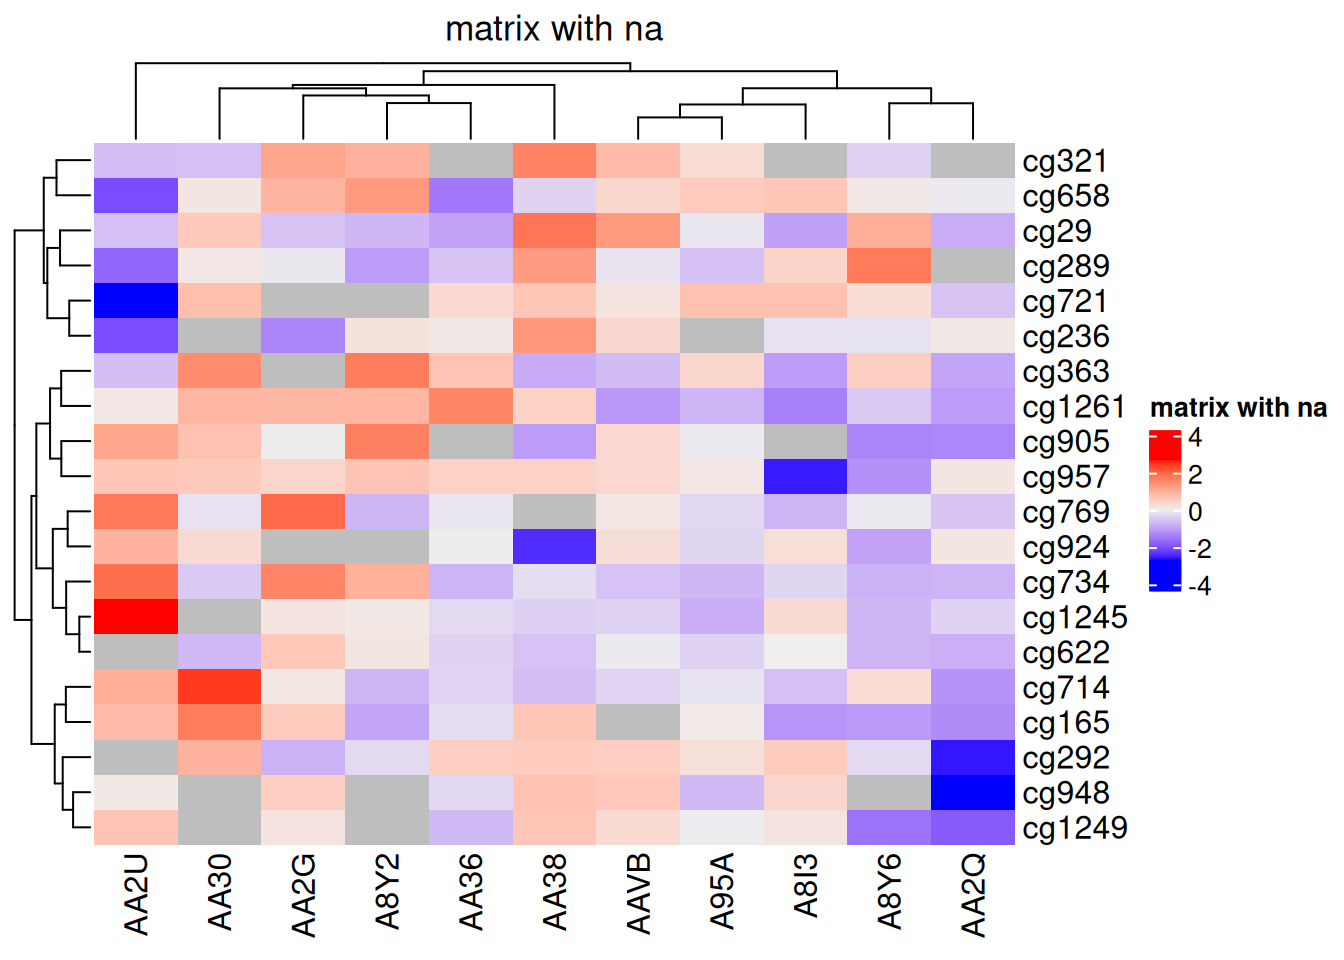 matrix with na
cg321
cg658
cg29
cg289
cg721
cg236
cg363
cg1261
cg905
cg957
cg769
cg924
cg734
cg1245
cg622
cg714
cg165
cg292
cg948
cg1249
matrix with na
4
2
0
-2
-4
AA2U
AA30
AA2G
A8Y2
AA36
AA38
AAVB
A95A
A8I3
A8Y6
AA2Q